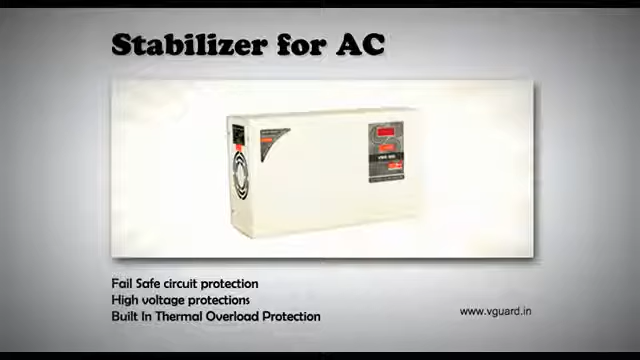 Stabilizer for AC
Fail Safe circuit protection
High voltage protections
Built In Thermal Overload Protection
www.vguard.in